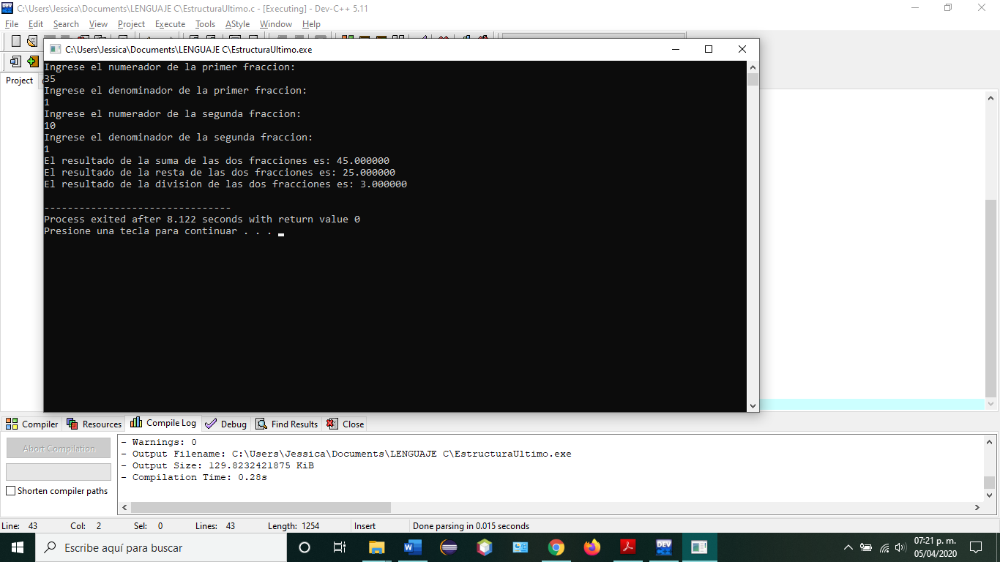 C:\Users\Jessica\Documents\LENGUAJE C\EstructuraUltimo.c - [Executing] - Dev-C++ 5.11
File Edit Search View Project Execute Tools AStyle Window Help
C:\Users\Jessica\Documents\LENGUAJE C\EstructuraUltimo.exe
Project
Ingrese el numerador de la primer fraccion:
35
Ingrese el denominador de la primer fraccion:
1
Ingrese el numerador de la segunda fraccion:
10
Ingrese el denominador de la segunda fraccion:
1
El resultado de la suma de las dos fracciones es: 45.000000
El resultado de la resta de las dos fracciones es: 25.000000
El resultado de la division de las dos fracciones es: 3.000000
--------------------------------
Process exited after 8.122 seconds with return value 0
Presione una tecla para continuar . . .
Compiler Resources Compile Log Debug Find Results Close
Abort Compilation
Shorten compiler paths
- Warnings: 0
- Output Filename: C:\Users\Jessica\Documents\LENGUAJE C\EstructuraUltimo.exe
- Output Size: 129.8232421875 KiB
- Compilation Time: 0.28s
Line: 43 Col: 2 Sel: 0 Lines: 43 Length: 1254 Insert Done parsing in 0.015 seconds
Escribe aquí para buscar
DEV
07:21 p. m.
05/04/2020